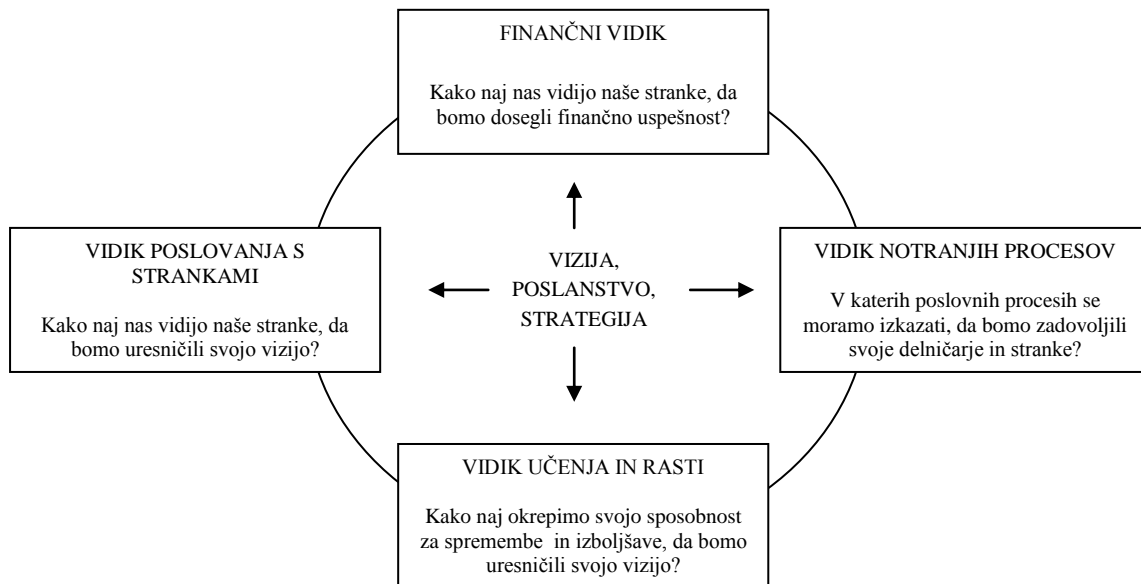 FINANČNI VIDIK
Kako naj nas vidijo naše stranke, da
bomo dosegli finančno uspešnost?
VIDIK POSLOVANJA S
STRANKAMI
Kako naj nas vidijo naše stranke, da
bomo uresničili svojo vizijo?
VIZIJA,
POSLANSTVO,
STRATEGIJA
VIDIK NOTRANJIH PROCESOV
V katerih poslovnih procesih se
moramo izkazati, da bomo zadovoljili
svoje delničarje in stranke?
VIDIK UČENJA IN RASTI
Kako naj okrepimo svojo sposobnost
za spremembe in izboljšave, da bomo
uresničili svojo vizijo?